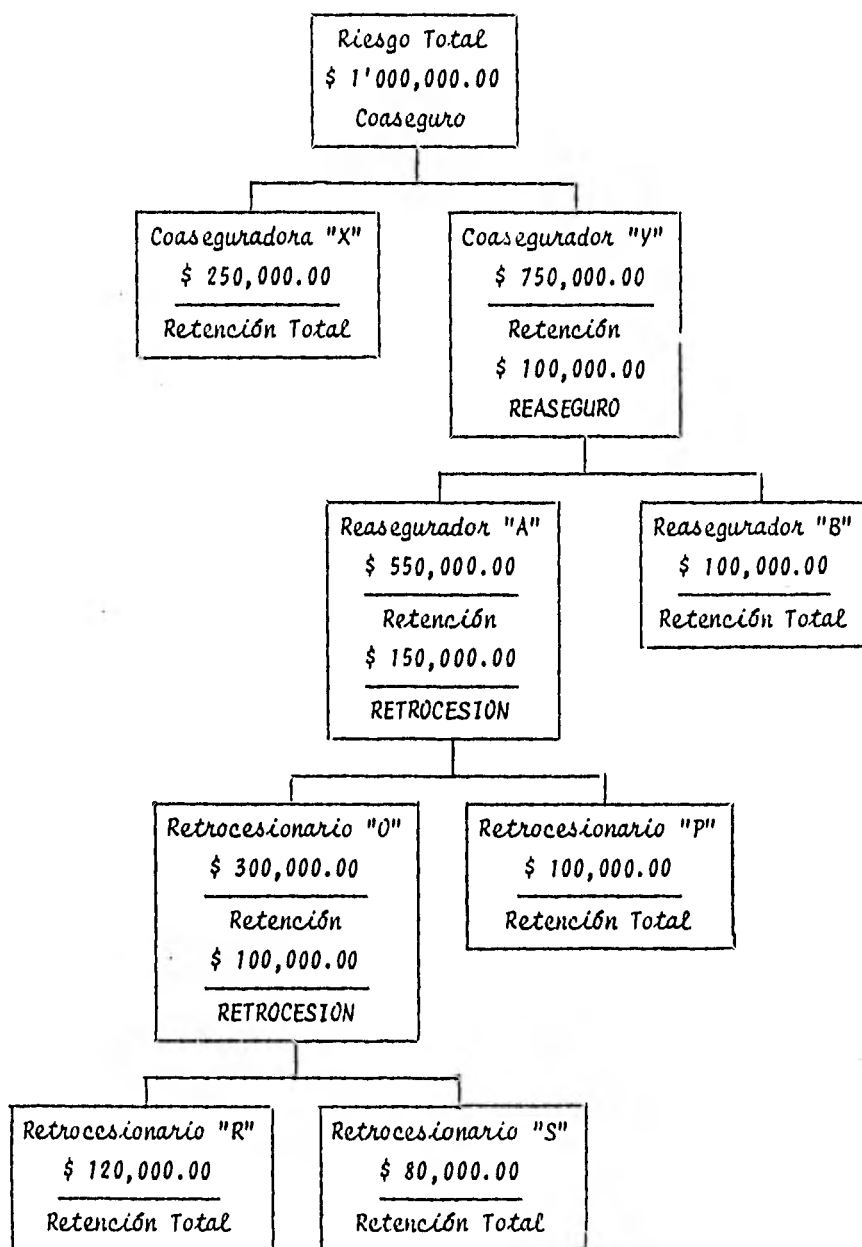 Riesgo Total
$ 1'000,000.00
Coaseguro
Coaseguradora "X"
$ 250,000.00
Retención Total
Coasegurador "Y"
$ 750,000.00
Retención
$ 100,000.00
REASEGURO
Reasegurador "A"
$ 550,000.00
Retención
$ 150,000.00
RETROCESION
Reasegurador "B"
$ 100,000.00
Retención Total
Retrocesionario "O"
$ 300,000.00
Retención
$ 100,000.00
RETROCESION
Retrocesionario "P"
$ 100,000.00
Retención Total
Retrocesionario "R"
$ 120,000.00
Retención Total
Retrocesionario "S"
$ 80,000.00
Retención Total